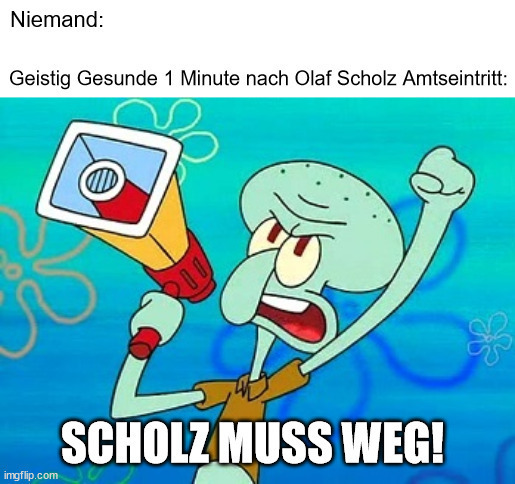 Niemand:
Geistig Gesunde 1 Minute nach Olaf Scholz Amtseintritt:
SCHOLZ MUSS WEG!
imgflip.com